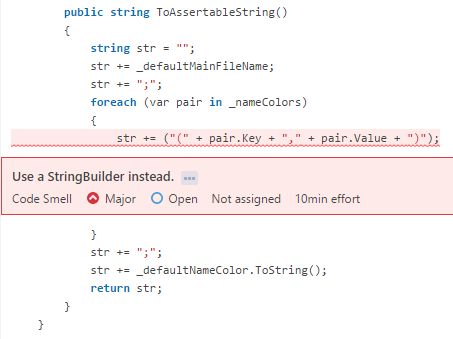 public string ToAssertableString()
{
string str = "";
str += _defaultMainFileName;
str += ";";
foreach (var pair in _nameColors)
{
str += ("(" + pair.Key + "," + pair.Value + ")");
Use a StringBuilder instead. ...
Code Smell Major Open Not assigned 10min effort
}
str += ";";
str += _defaultNameColor.ToString();
return str;
}
}